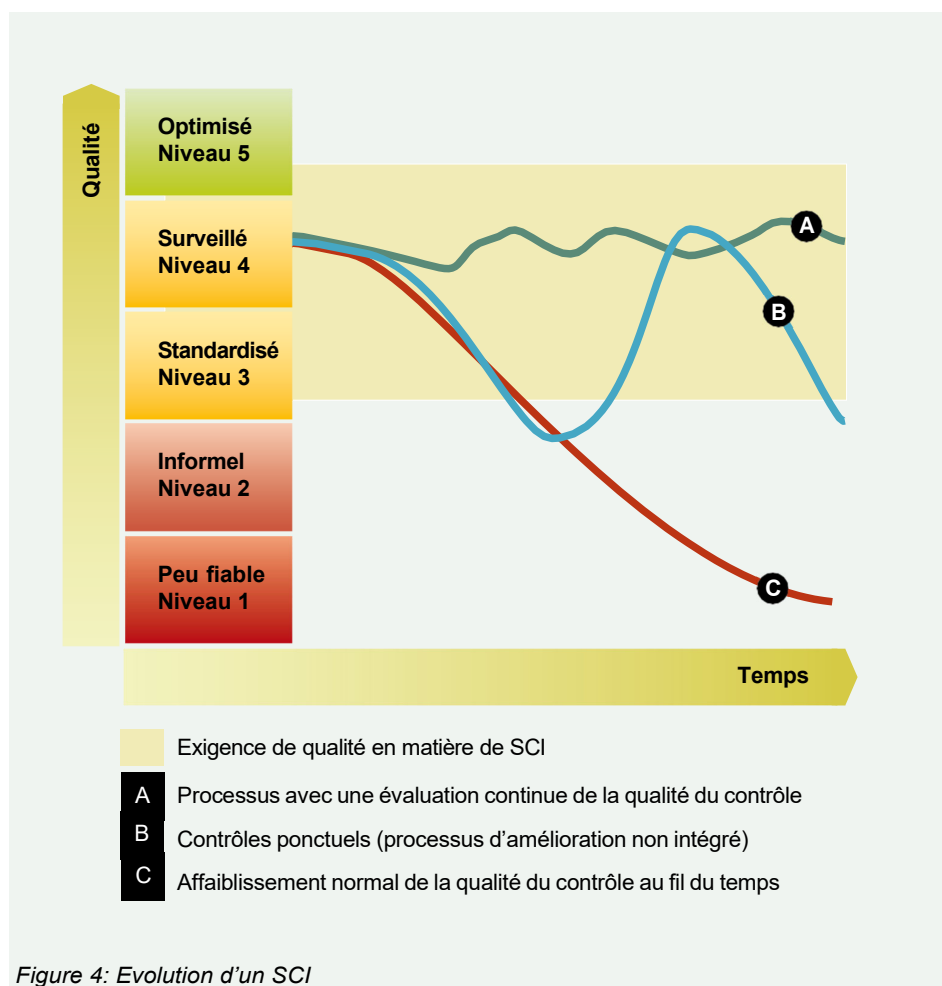 Qualité
Optimisé
Niveau 5
Surveillé
Niveau 4
Standardisé
Niveau 3
Informel
Niveau 2
Peu fiable
Niveau 1
A
B
C
Temps
Exigence de qualité en matière de SCI
A Processus avec une évaluation continue de la qualité du contrôle
B Contrôles ponctuels (processus d’amélioration non intégré)
C Affaiblissement normal de la qualité du contrôle au fil du temps
Figure 4: Evolution d’un SCI